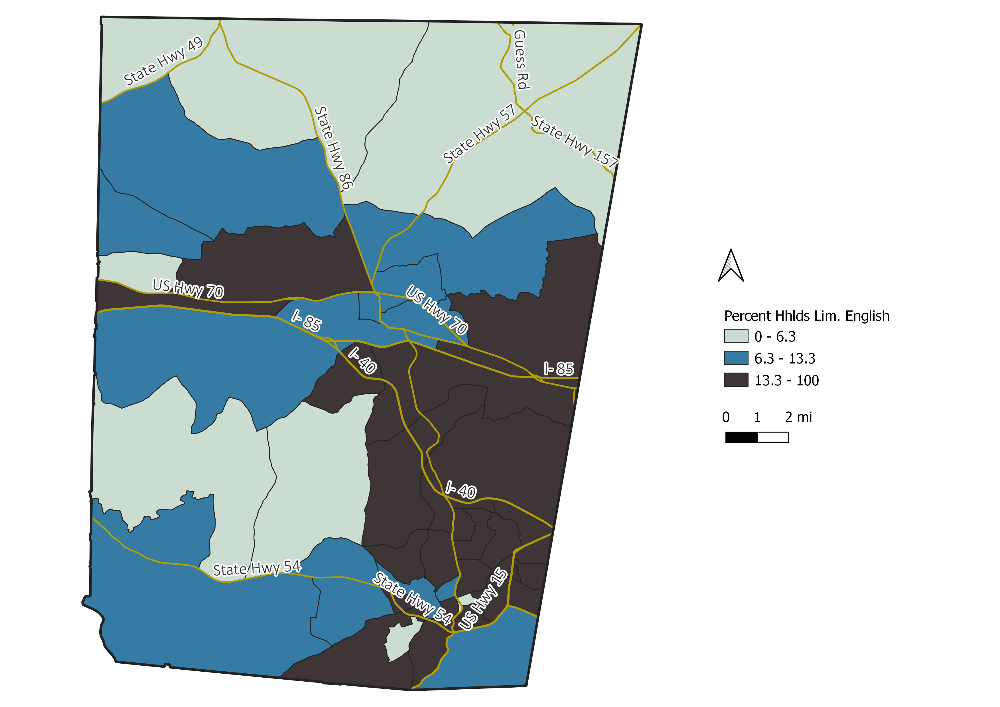 State Hwy 49
Guess Rd
State Hwy 86
State Hwy 57
State Hwy 157
US Hwy 70
US Hwy 70
I- 85
I- 40
I- 85
I- 40
State Hwy 54
State Hwy 54
US Hwy 15
Percent Hhlds Lim. English
0 - 6.3
6.3 - 13.3
13.3 - 100
0 1 2 mi